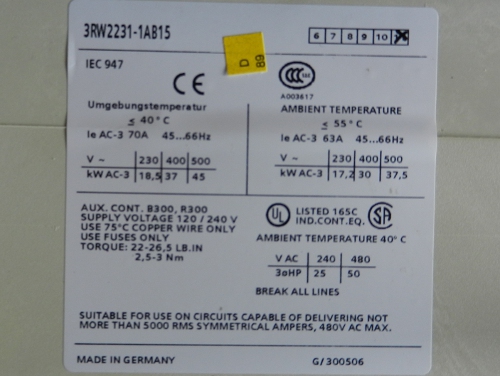 3RW2231-1AB15
6 7 8 9 10
D 89
IEC 947
CE
CCC
A003617
Umgebungstemperatur
≤ 40° C
Ie AC-3 70A 45...66Hz
V ~ 230 400 500
kW AC-3 18,5 37 45
AMBIENT TEMPERATURE
≤ 55° C
Ie AC-3 63A 45...66Hz
V ~ 230 400 500
kW AC-3 17,2 30 37,5
AUX. CONT. B300, R300
SUPPLY VOLTAGE 120 / 240 V
USE 75°C COPPER WIRE ONLY
USE FUSES ONLY
TORQUE: 22-26,5 LB.IN
2,5-3 Nm
UL LISTED 165C
IND.CONT.EQ. SA
AMBIENT TEMPERATURE 40° C
V AC 240 480
3øHP 25 50
BREAK ALL LINES
SUITABLE FOR USE ON CIRCUITS CAPABLE OF DELIVERING NOT
MORE THAN 5000 RMS SYMMETRICAL AMPERS, 480V AC MAX.
MADE IN GERMANY G/300506